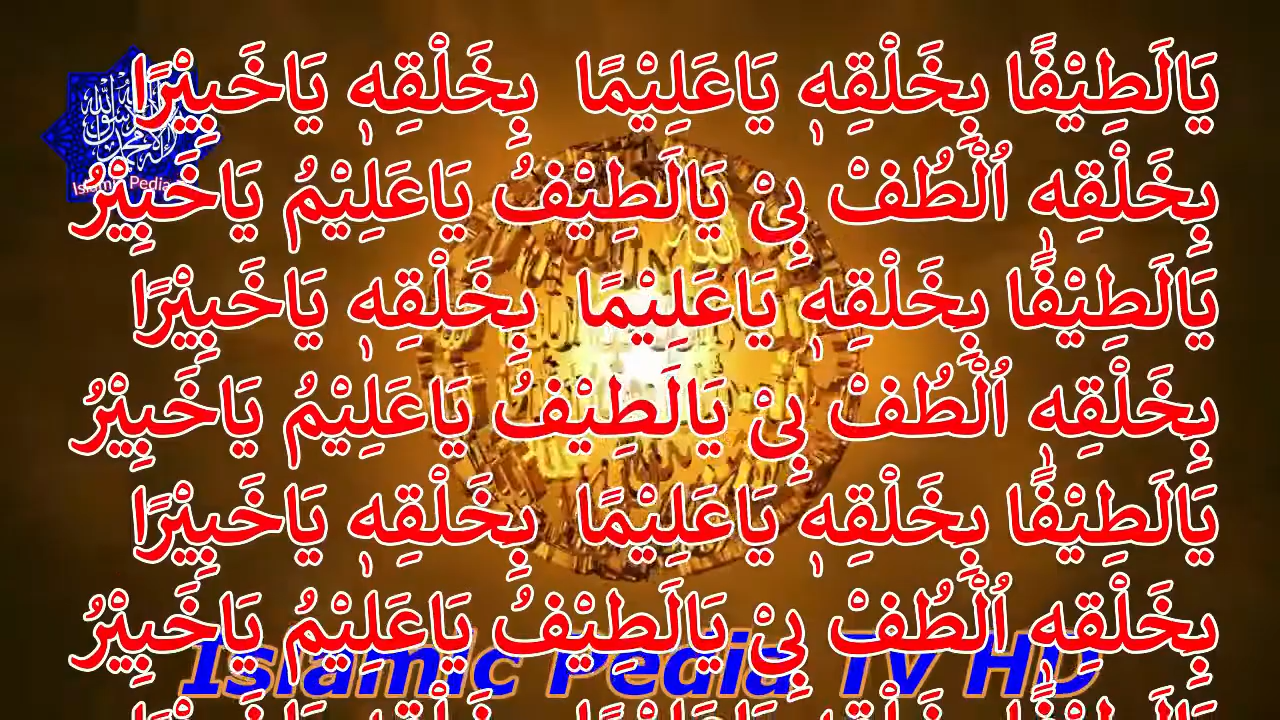 يَالَطِيْفًا بِخَلْقِهٖ يَاعَلِيْمًا بِخَلْقِهٖ يَاخَبِيْرًا
بِخَلْقِهٖ اُلْطُفْ بِيْ يَالَطِيْفُ يَاعَلِيْمُ يَاخَبِيْرُ
يَالَطِيْفًا بِخَلْقِهٖ يَاعَلِيْمًا بِخَلْقِهٖ يَاخَبِيْرًا
بِخَلْقِهٖ اُلْطُفْ بِيْ يَالَطِيْفُ يَاعَلِيْمُ يَاخَبِيْرُ
يَالَطِيْفًا بِخَلْقِهٖ يَاعَلِيْمًا بِخَلْقِهٖ يَاخَبِيْرًا
بِخَلْقِهٖ اُلْطُفْ بِيْ يَالَطِيْفُ يَاعَلِيْمُ يَاخَبِيْرُ
Islamic Pedia Tv HD